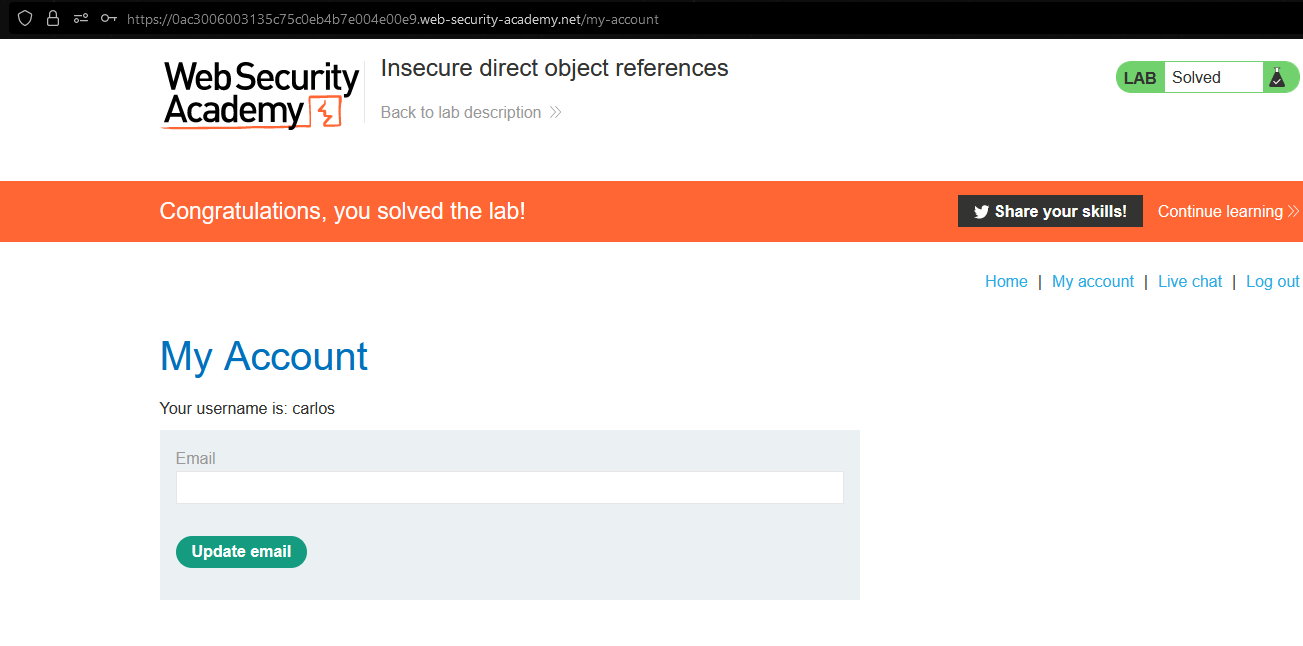 https://0ac3006003135c75c0eb4b7e004e00e9.web-security-academy.net/my-account
WebSecurity
Academy
Insecure direct object references
Back to lab description
LAB Solved
Congratulations, you solved the lab!
Share your skills!
Continue learning
Home | My account | Live chat | Log out
My Account
Your username is: carlos
Email
Update email